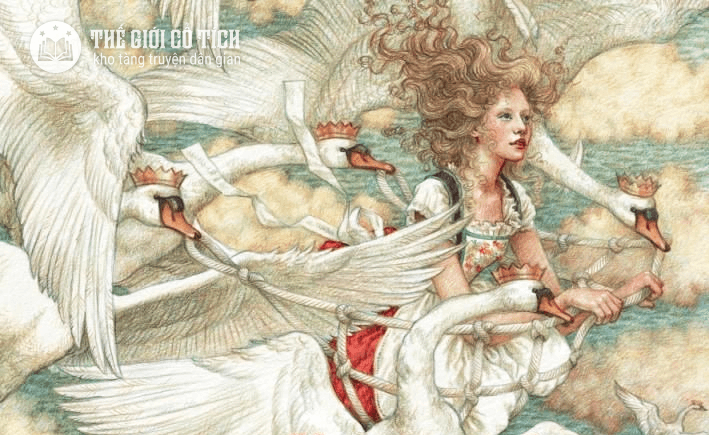 THẾ GIỚI CỔ TÍCH
kho tàng truyện dân gian